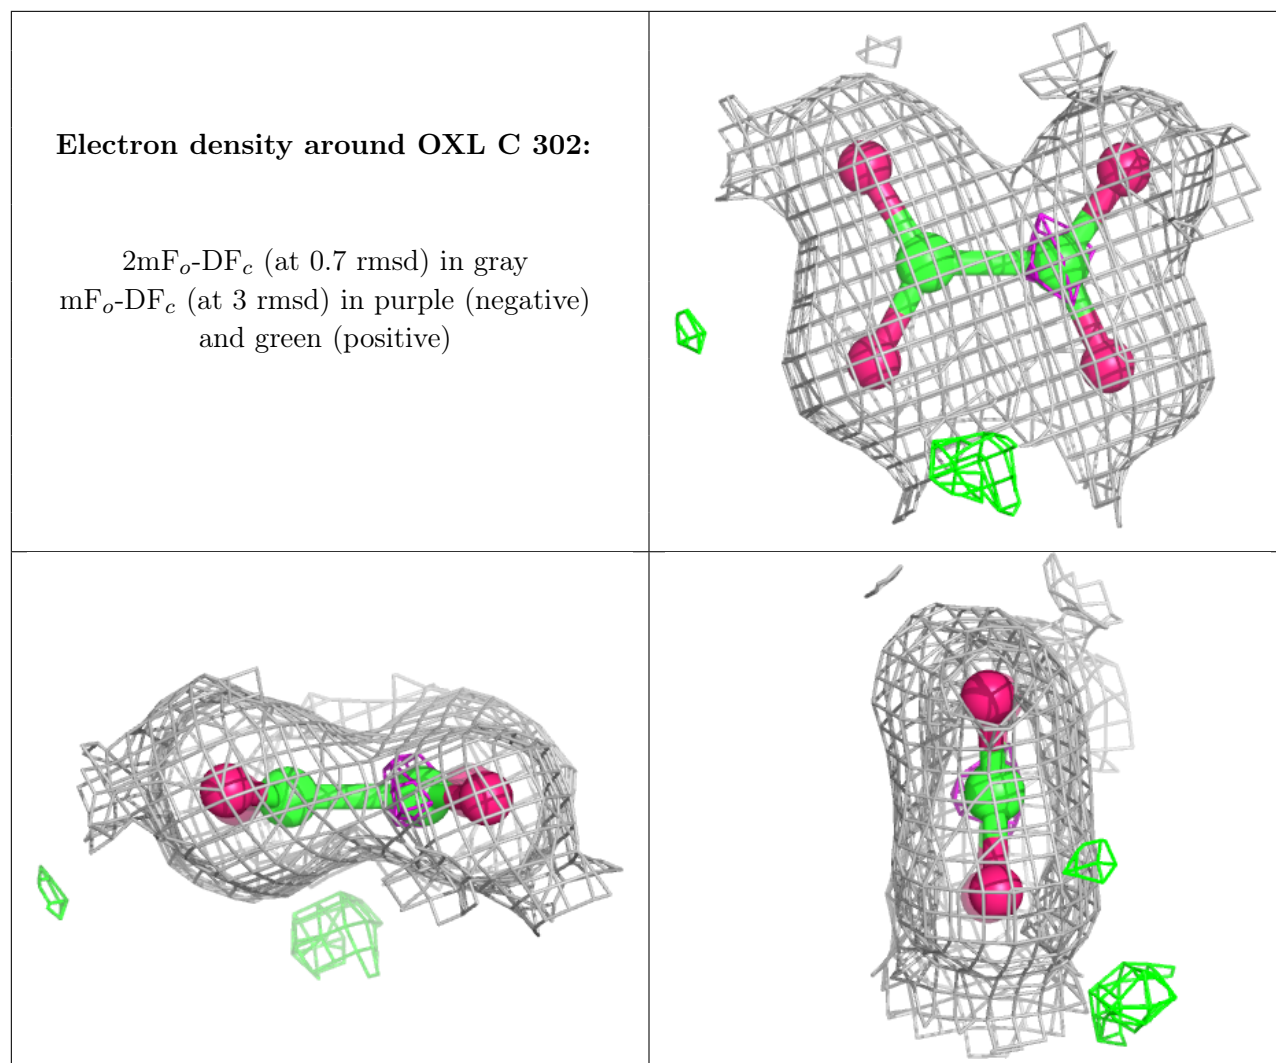 Electron density around OXL C 302:
2mFo-DFc (at 0.7 rmsd) in gray
mFo-DFc (at 3 rmsd) in purple (negative)
and green (positive)